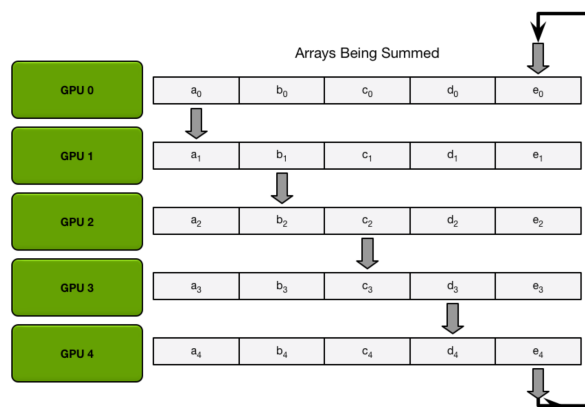 Arrays Being Summed
GPU 0 a₀ b₀ c₀ d₀ e₀
GPU 1 a₁ b₁ c₁ d₁ e₁
GPU 2 a₂ b₂ c₂ d₂ e₂
GPU 3 a₃ b₃ c₃ d₃ e₃
GPU 4 a₄ b₄ c₄ d₄ e₄